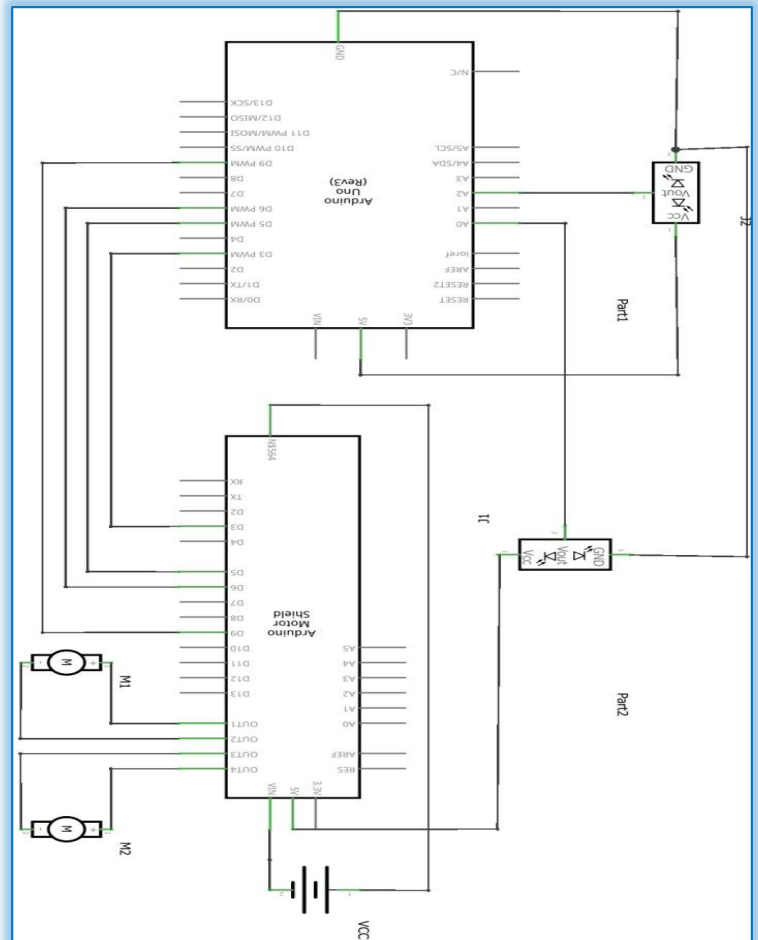 GND
N/C
D13/SCK
D12/MISO
D11 PWM/MOSI
D10 PWM/SS
D9 PWM
D8
D7
D6 PWM
D5 PWM
D4
D3 PWM
D2
D1/TX
D0/RX
Arduino
Uno
(Rev3)
A5/SCL
A4/SDA
A3
A2
A1
A0
ioref
AREF
RESET2
RESET
VIN
5V
3V3
GND
Vout
Vcc
J2
Part1
RX
TX
D2
D3
D4
D5
D6
D7
D8
D9
D10
D11
D12
D13
OUT1
OUT2
OUT3
OUT4
Arduino
Motor
Shield
A5
A4
A3
A2
A1
A0
AREF
RES
VIN
5V
3.3V
Vcc
Vout
GND
Part2
M
M1
M
M2
VCC